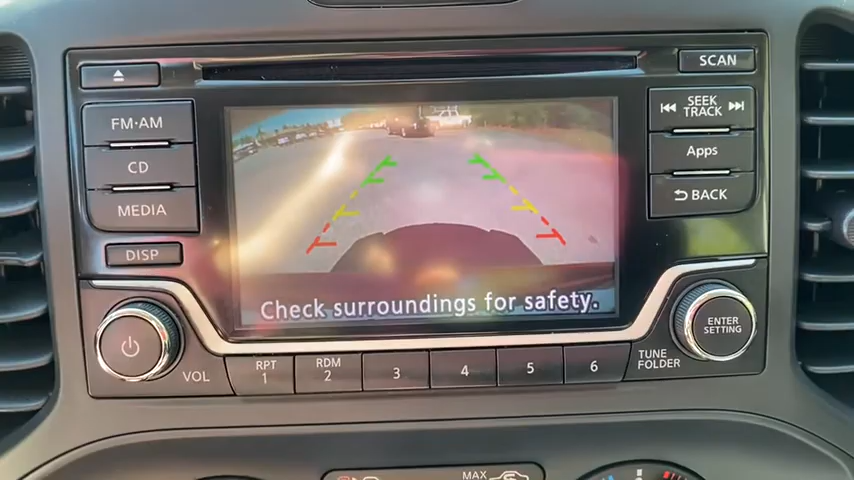 SCAN
FM·AM
SEEK
TRACK
CD
Apps
MEDIA
BACK
DISP
Check surroundings for safety.
ENTER
SETTING
VOL
RPT
1
RDM
2
3
4
5
6
TUNE
FOLDER
MAX